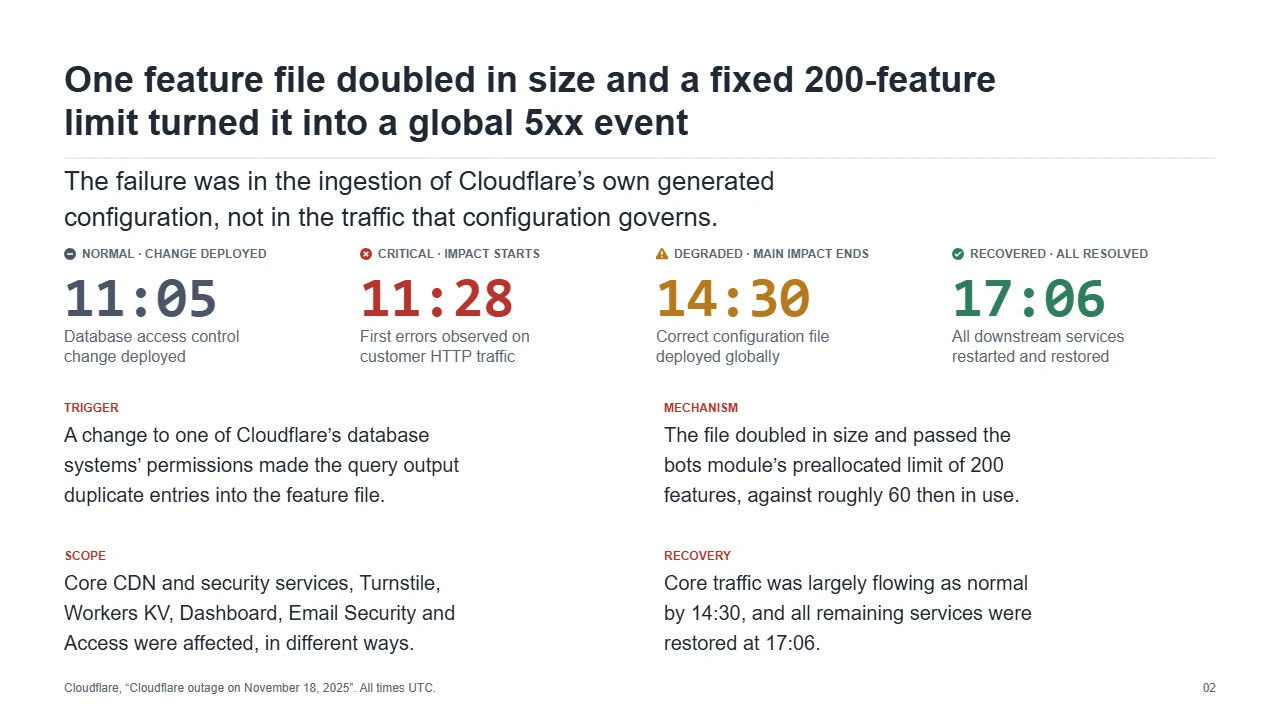 One feature file doubled in size and a fixed 200-feature
limit turned it into a global 5xx event
The failure was in the ingestion of Cloudflare’s own generated
configuration, not in the traffic that configuration governs.
NORMAL · CHANGE DEPLOYED
11:05
Database access control
change deployed
CRITICAL · IMPACT STARTS
11:28
First errors observed on
customer HTTP traffic
DEGRADED · MAIN IMPACT ENDS
14:30
Correct configuration file
deployed globally
RECOVERED · ALL RESOLVED
17:06
All downstream services
restarted and restored
TRIGGER
A change to one of Cloudflare’s database
systems’ permissions made the query output
duplicate entries into the feature file.
MECHANISM
The file doubled in size and passed the
bots module’s preallocated limit of 200
features, against roughly 60 then in use.
SCOPE
Core CDN and security services, Turnstile,
Workers KV, Dashboard, Email Security and
Access were affected, in different ways.
RECOVERY
Core traffic was largely flowing as normal
by 14:30, and all remaining services were
restored at 17:06.
Cloudflare, “Cloudflare outage on November 18, 2025”. All times UTC.
02